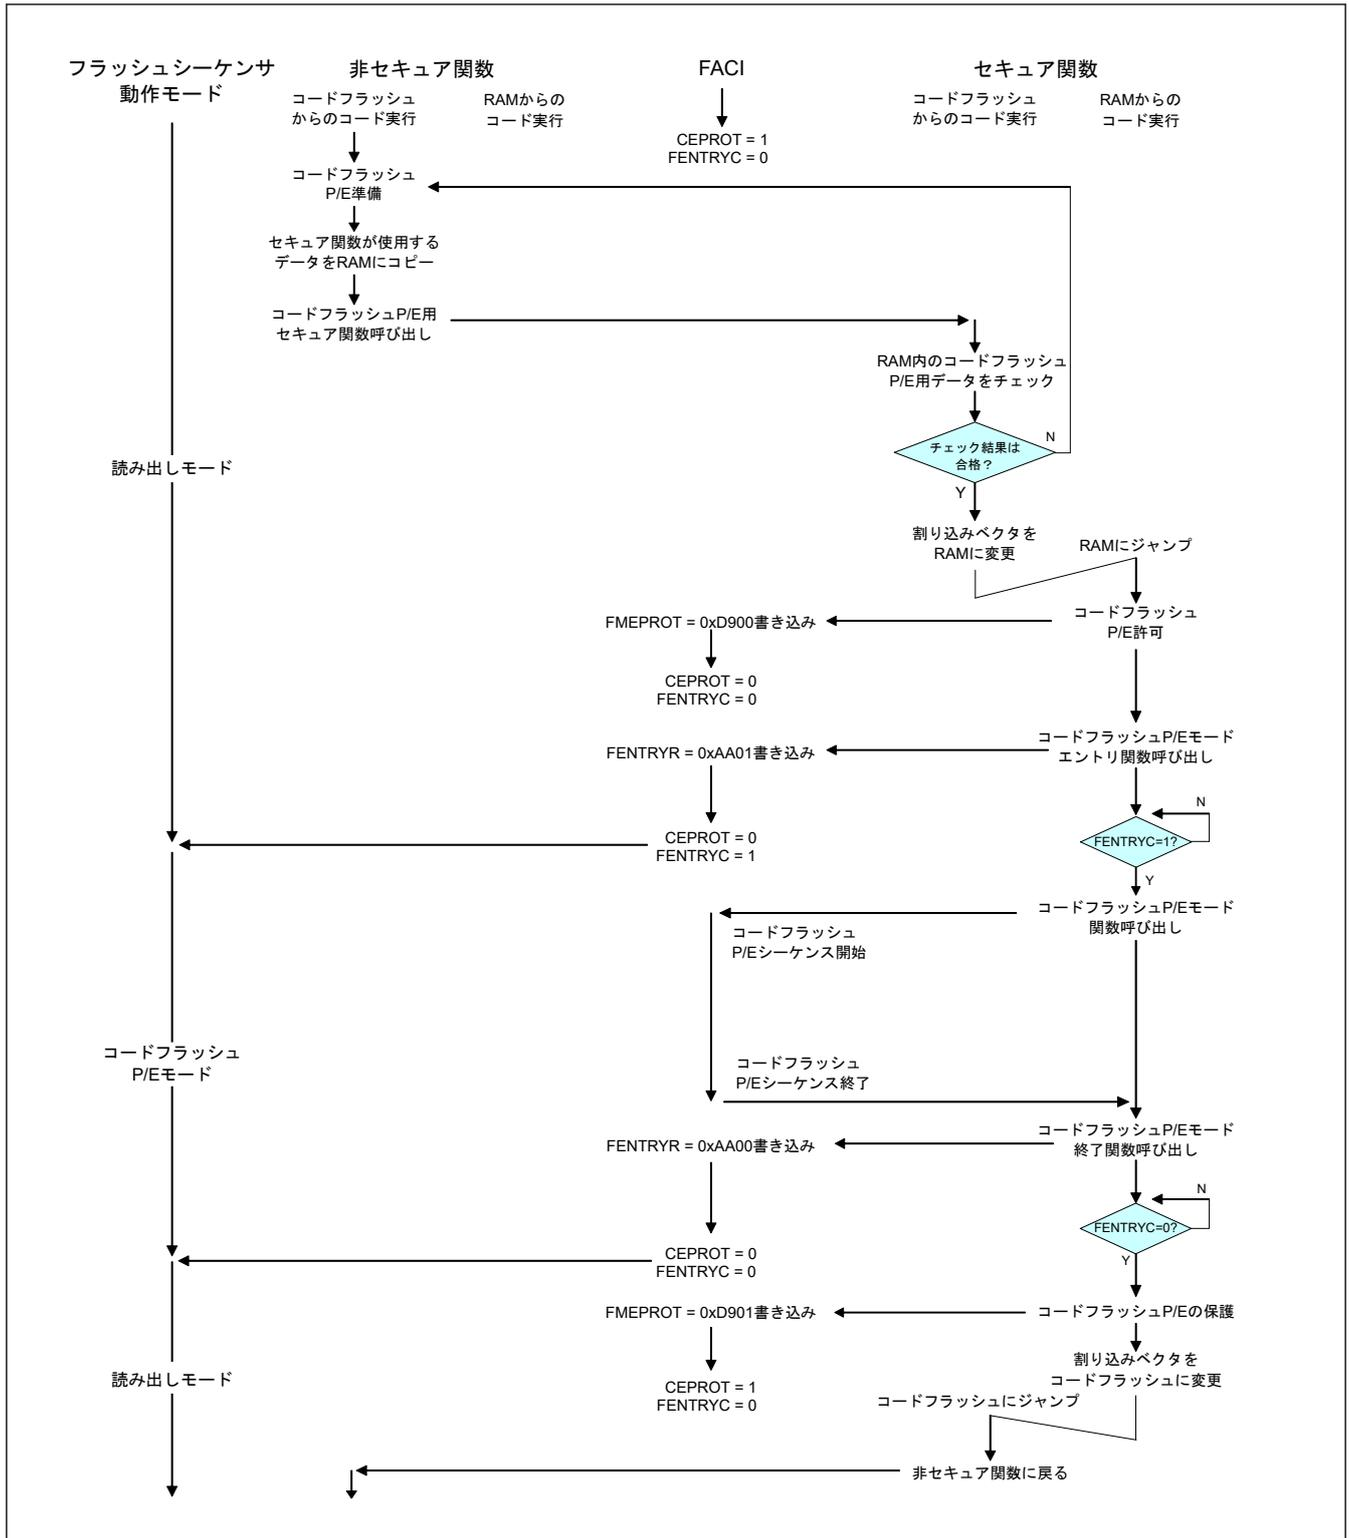 フラッシュシーケンサ
動作モード
非セキュア関数
FACI
セキュア関数
コードフラッシュ
からのコード実行
RAMからの
コード実行
コードフラッシュ
からのコード実行
RAMからの
コード実行
CEPROT = 1
FENTRYC = 0
コードフラッシュ
P/E準備
セキュア関数が使用する
データをRAMにコピー
コードフラッシュP/E用
セキュア関数呼び出し
RAM内のコードフラッシュ
P/E用データをチェック
チェック結果は
合格？
N
Y
読み出しモード
割り込みベクタを
RAMに変更
RAMにジャンプ
コードフラッシュ
P/E許可
FMEPROT = 0xD900書き込み
CEPROT = 0
FENTRYC = 0
コードフラッシュP/Eモード
エントリ関数呼び出し
FENTRYR = 0xAA01書き込み
N
FENTRYC=1?
Y
CEPROT = 0
FENTRYC = 1
コードフラッシュP/Eモード
関数呼び出し
コードフラッシュ
P/Eシーケンス開始
コードフラッシュ
P/Eモード
コードフラッシュ
P/Eシーケンス終了
コードフラッシュP/Eモード
終了関数呼び出し
FENTRYR = 0xAA00書き込み
N
FENTRYC=0?
Y
CEPROT = 0
FENTRYC = 0
コードフラッシュP/Eの保護
FMEPROT = 0xD901書き込み
割り込みベクタを
コードフラッシュに変更
読み出しモード
CEPROT = 1
FENTRYC = 0
コードフラッシュにジャンプ
非セキュア関数に戻る